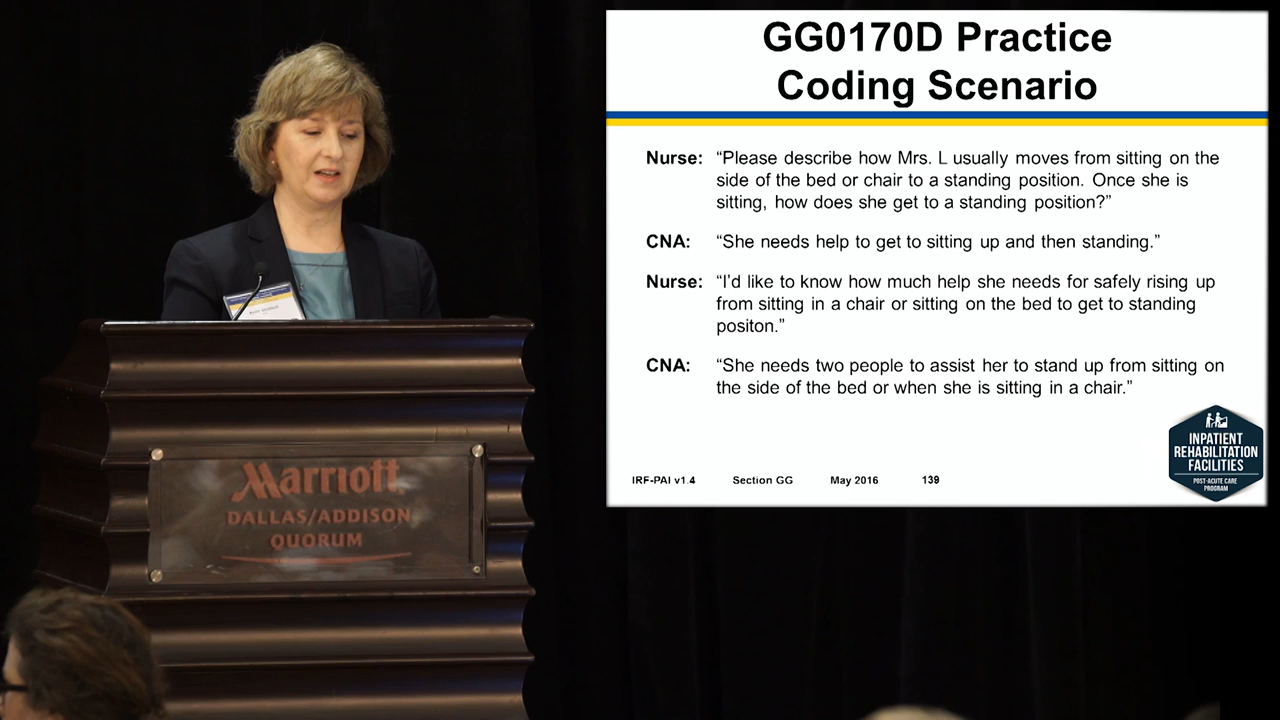 GG0170D Practice
Coding Scenario
Nurse: “Please describe how Mrs. L usually moves from sitting on the
side of the bed or chair to a standing position. Once she is
sitting, how does she get to a standing position?”
CNA: “She needs help to get to sitting up and then standing.”
Nurse: “I’d like to know how much help she needs for safely rising up
from sitting in a chair or sitting on the bed to get to standing
positon.”
CNA: “She needs two people to assist her to stand up from sitting on
the side of the bed or when she is sitting in a chair.”
INPATIENT
REHABILITATION
FACILITIES
POST-ACUTE CARE
PROGRAM
IRF-PAI v1.4 Section GG May 2016 139
Marriott
DALLAS/ADDISON
QUORUM